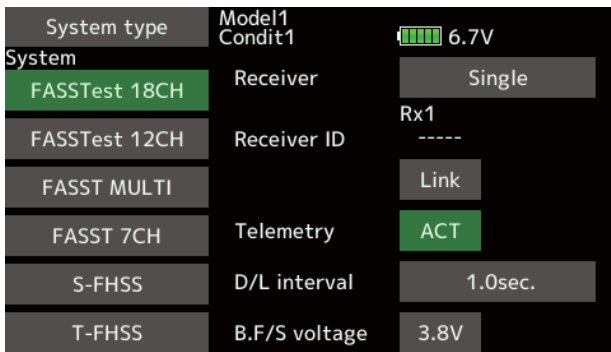 System type
Model1
Condit1
6.7V
System
FASSTest 18CH
Receiver
Single
Rx1
FASSTest 12CH
Receiver ID
-----
FASST MULTI
Link
FASST 7CH
Telemetry
ACT
S-FHSS
D/L interval
1.0sec.
T-FHSS
B.F/S voltage
3.8V